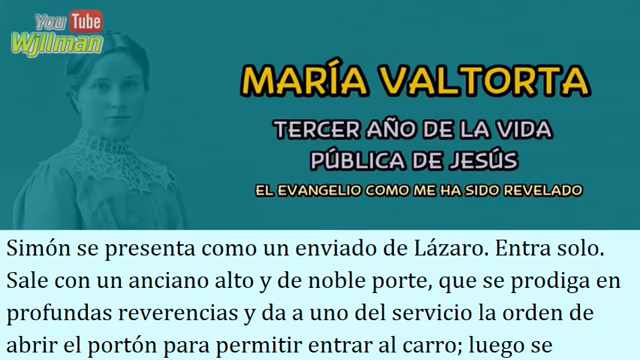 You Tube
Wjllman
MARÍA VALTORTA
TERCER AÑO DE LA VIDA
PÚBLICA DE JESÚS
EL EVANGELIO COMO ME HA SIDO REVELADO
Simón se presenta como un enviado de Lázaro. Entra solo.
Sale con un anciano alto y de noble porte, que se prodiga en
profundas reverencias y da a uno del servicio la orden de
abrir el portón para permitir entrar al carro; luego se